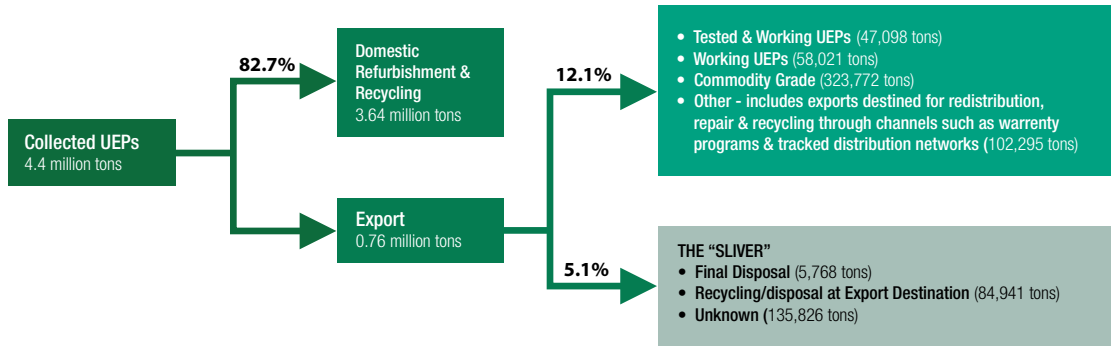 Collected UEPs
4.4 million tons
82.7%
Domestic
Refurbishment &
Recycling
3.64 million tons
Export
0.76 million tons
12.1%
• Tested & Working UEPs (47,098 tons)
• Working UEPs (58,021 tons)
• Commodity Grade (323,772 tons)
• Other - includes exports destined for redistribution,
repair & recycling through channels such as warrenty
programs & tracked distribution networks (102,295 tons)
5.1%
THE “SLIVER”
• Final Disposal (5,768 tons)
• Recycling/disposal at Export Destination (84,941 tons)
• Unknown (135,826 tons)